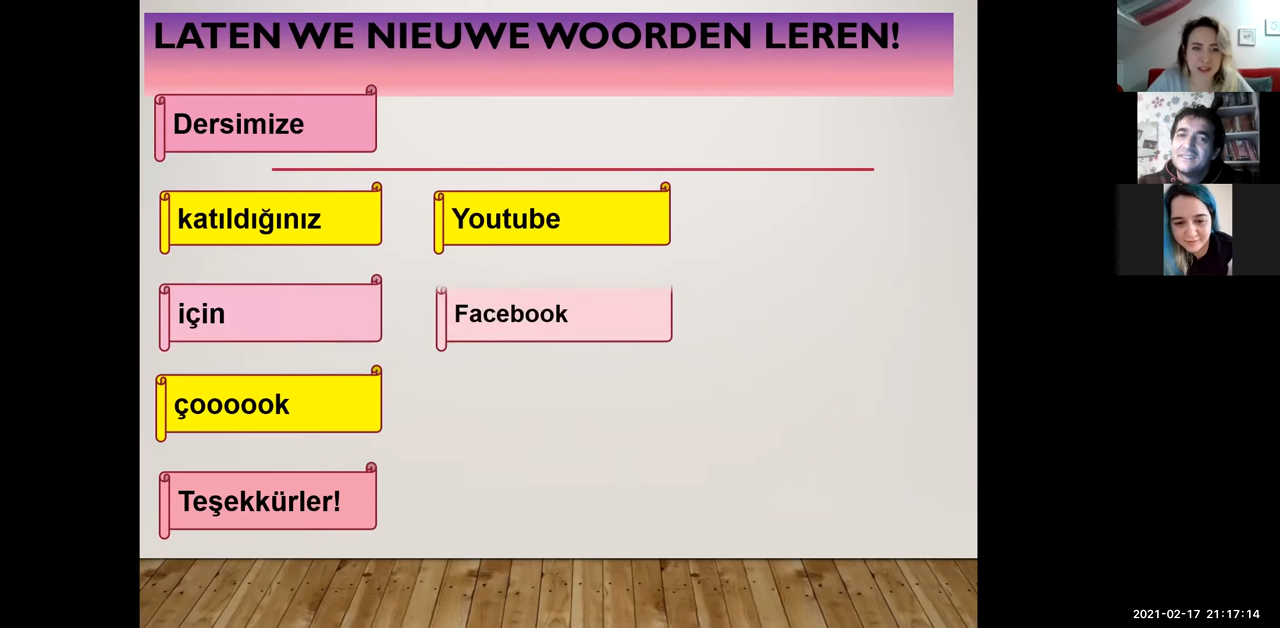 LATEN WE NIEUWE WOORDEN LEREN!
Dersimize
katıldığınız
için
çoooook
Teşekkürler!
Youtube
Facebook
2021-02-17 21:17:14